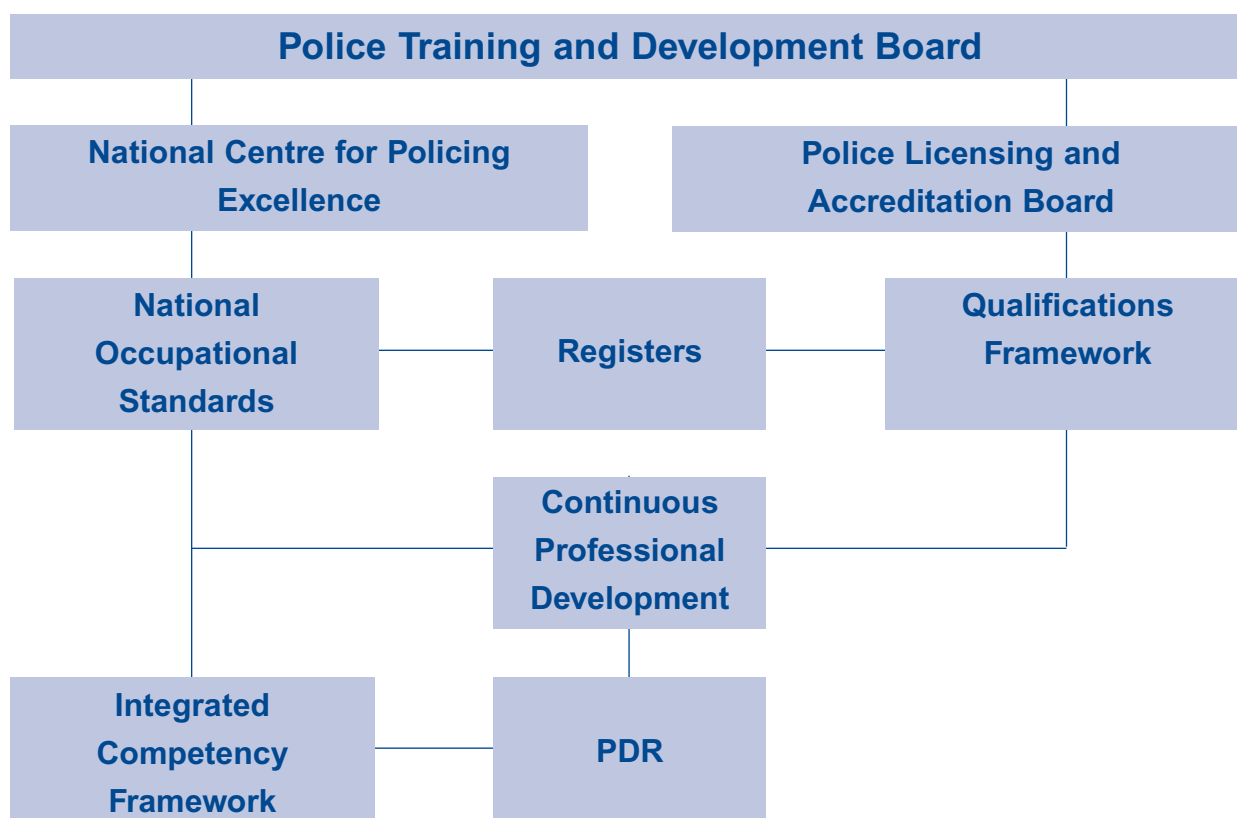 Police Training and Development Board
National Centre for Policing
Excellence
Police Licensing and
Accreditation Board
National
Occupational
Standards
Registers
Qualifications
Framework
Continuous
Professional
Development
Integrated
Competency
Framework
PDR